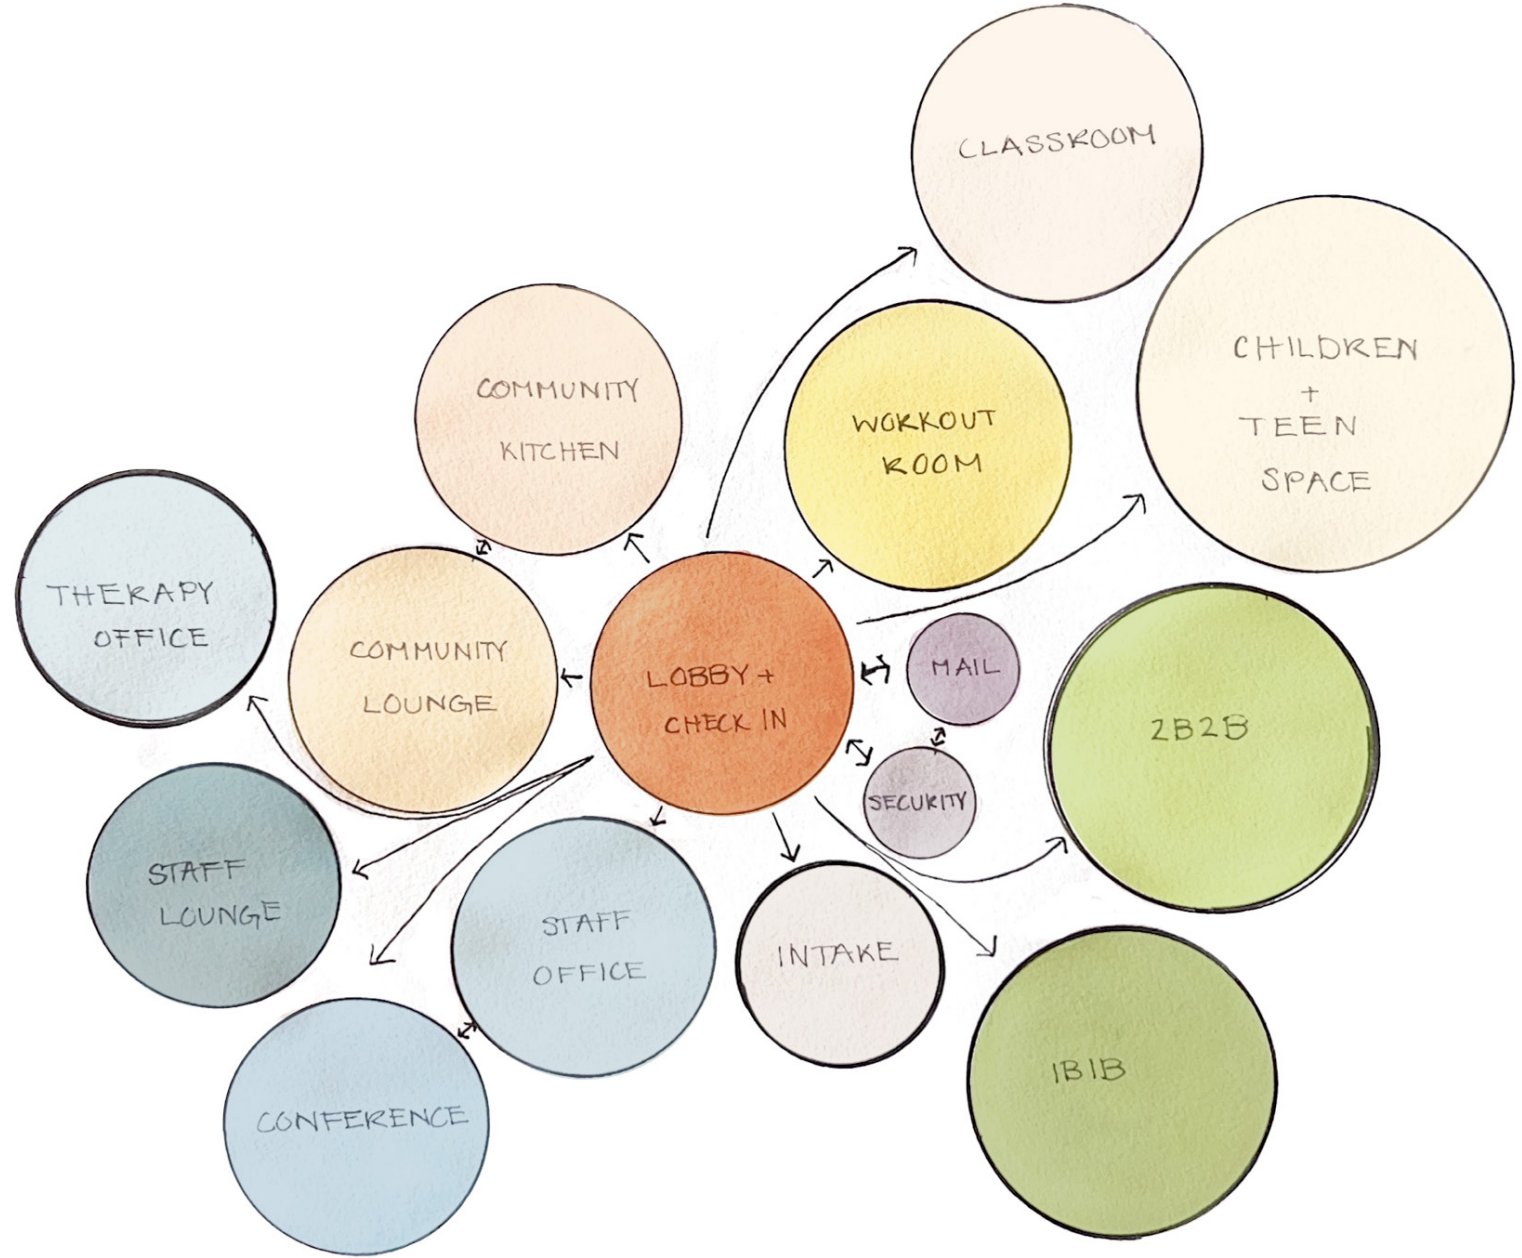 CLASSROOM
CHILDREN
+
TEEN
SPACE
COMMUNITY
KITCHEN
WORKOUT
ROOM
THERAPY
OFFICE
COMMUNITY
LOUNGE
LOBBY +
CHECK IN
MAIL
2B2B
SECURITY
STAFF
LOUNGE
STAFF
OFFICE
INTAKE
1B1B
CONFERENCE